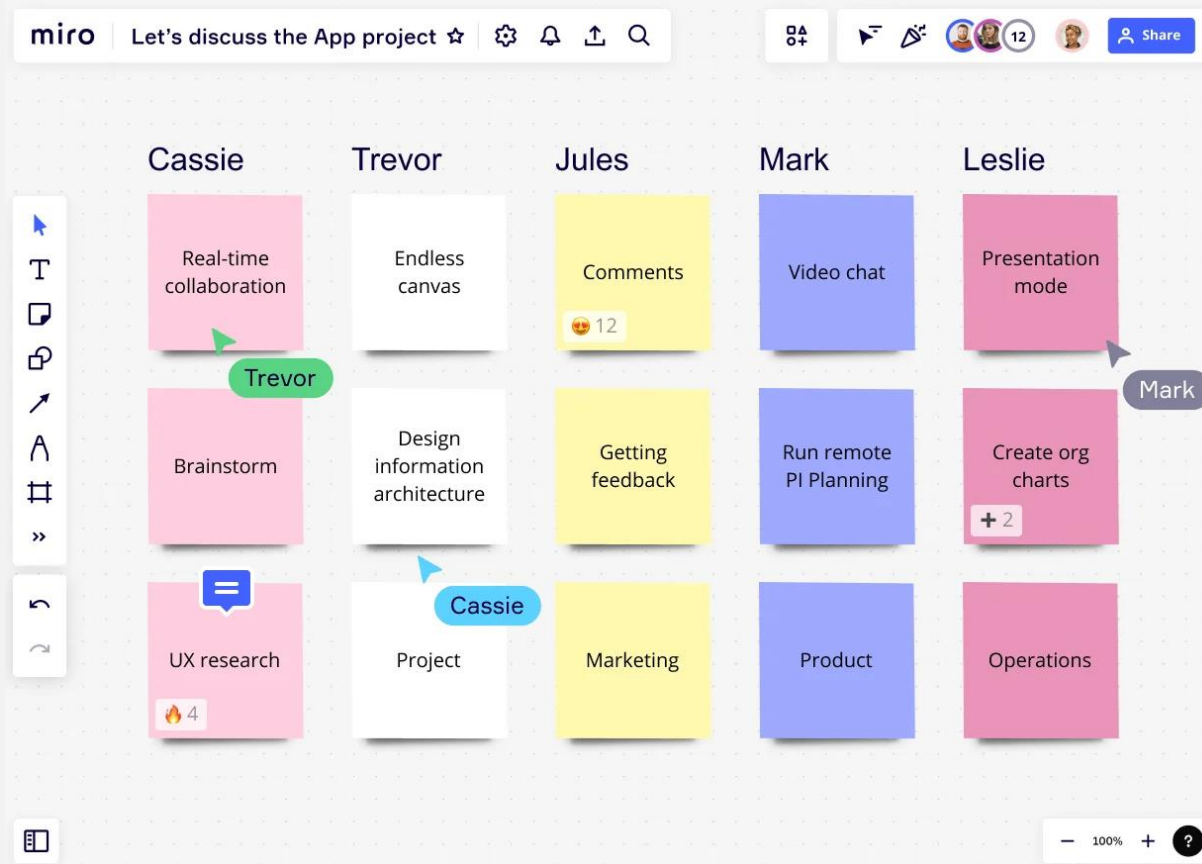 miro
Let's discuss the App project
12
Share
Cassie
Trevor
Jules
Mark
Leslie
Real-time
collaboration
Endless
canvas
Comments
😍 12
Video chat
Presentation
mode
Trevor
Mark
Brainstorm
Design
information
architecture
Getting
feedback
Run remote
PI Planning
Create org
charts
+ 2
Cassie
UX research
🔥 4
Project
Marketing
Product
Operations
100%
?